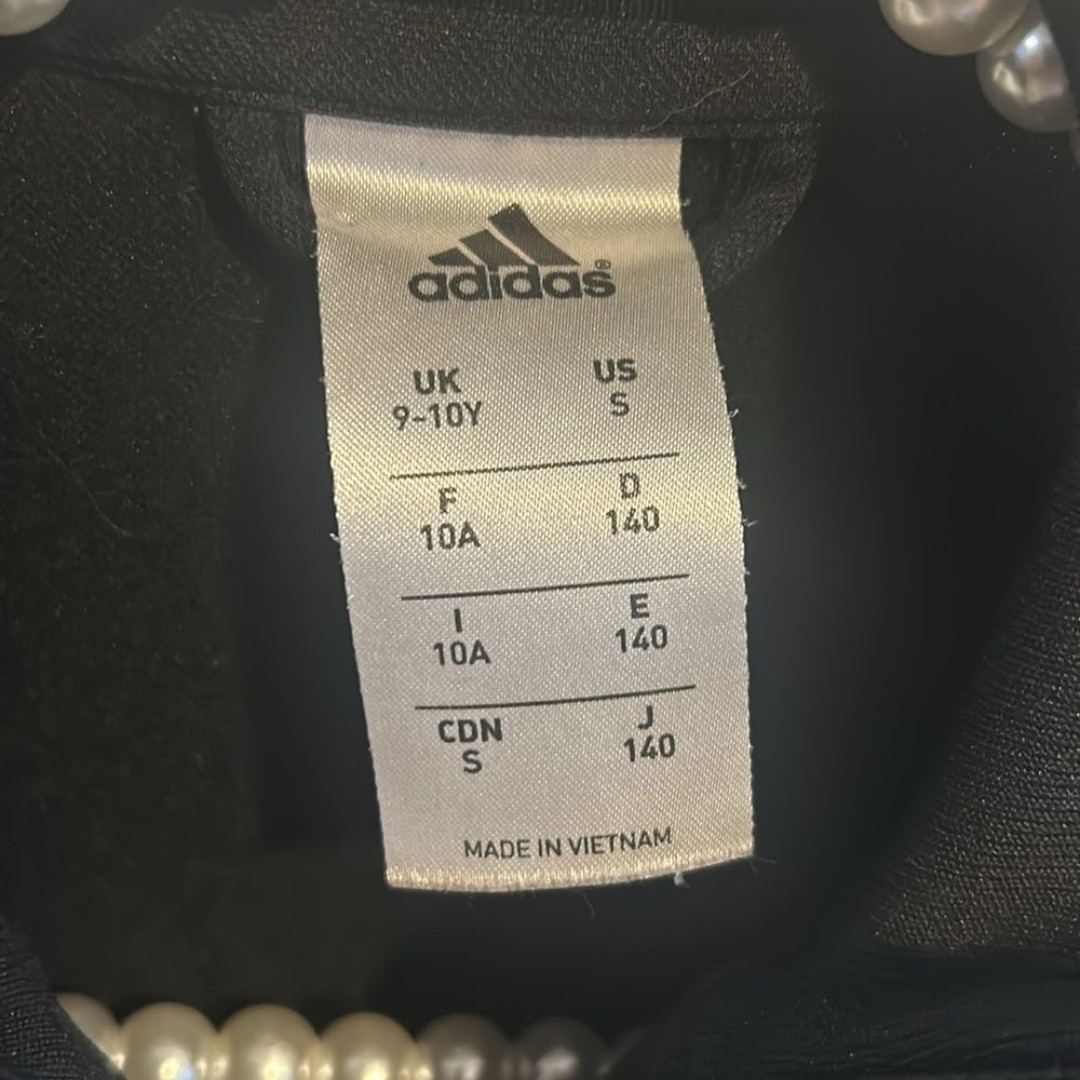 adidas®
UK US
9-10Y S
F D
10A 140
I E
10A 140
CDN J
S 140
MADE IN VIETNAM